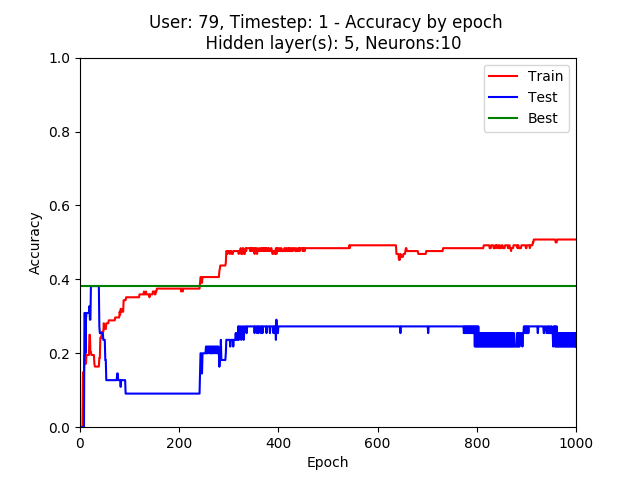 User: 79, Timestep: 1 - Accuracy by epoch
Hidden layer(s): 5, Neurons:10
Train
Test
Best
1.0
0.8
0.6
0.4
0.2
0.0
Accuracy
0 200 400 600 800 1000
Epoch